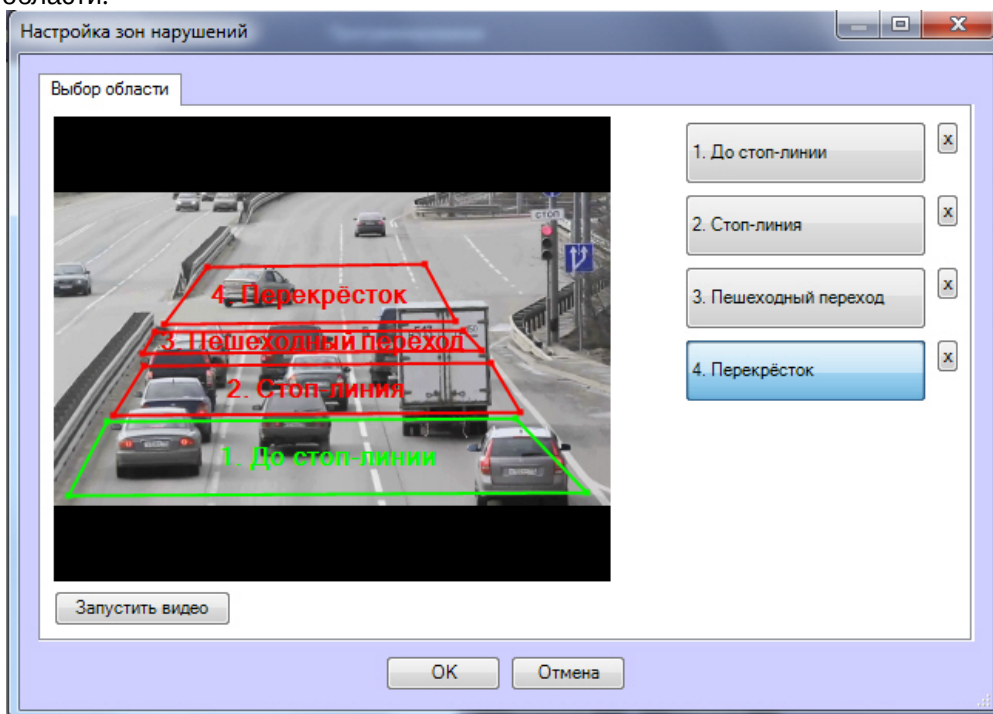 области.
Настройка зон нарушений
Выбор области
СТОП
4. Перекрёсток
3. Пешеходный переход
2. Стоп-линия
1. До стоп-линии
1. До стоп-линии
x
2. Стоп-линия
x
3. Пешеходный переход
x
4. Перекрёсток
x
Запустить видео
OK
Отмена